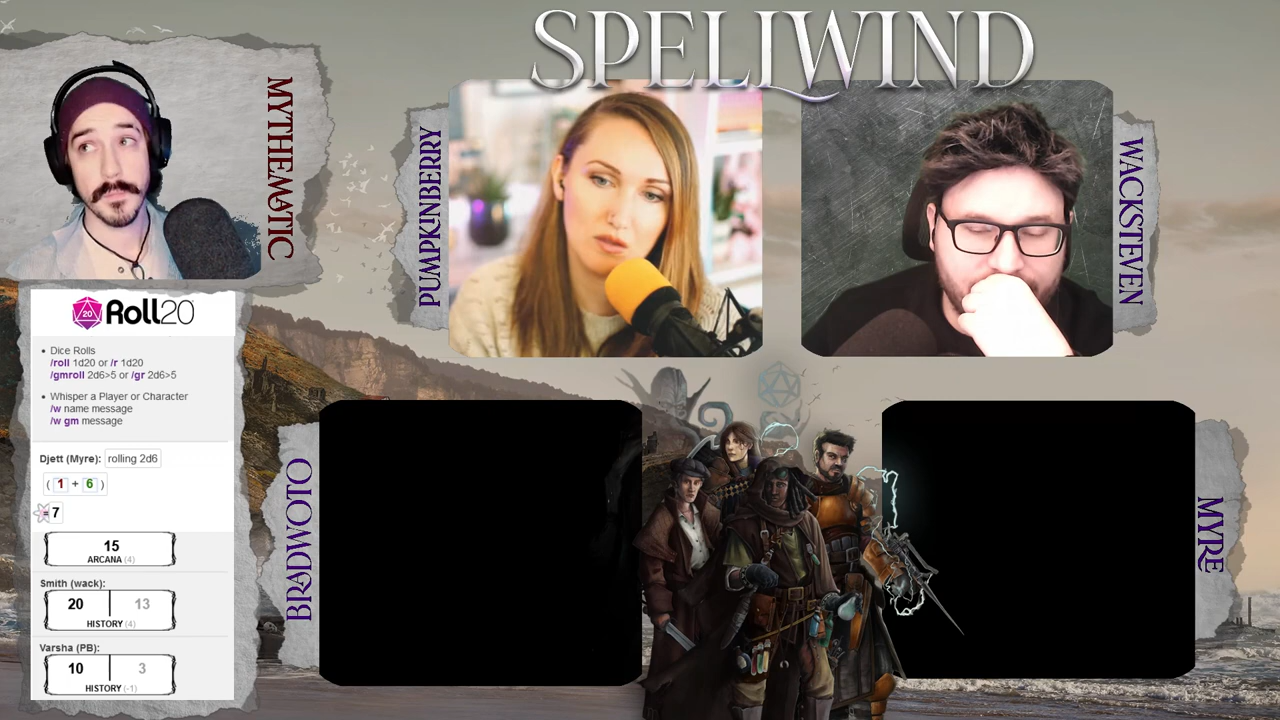 SPELLWIND
MYTHEMATIC
PUMPKINBERRY
WACKSTEVEN
20
Roll20
• Dice Rolls
/roll 1d20 or /r 1d20
/gmroll 2d6>5 or /gr 2d6>5
• Whisper a Player or Character
/w name message
/w gm message
Djett (Myre): rolling 2d6
( 1 + 6 )
= 7
15
ARCANA (4)
Smith (wack):
20 13
HISTORY (4)
Varsha (PB):
10 3
HISTORY (-1)
BRADWOTO
MYRE